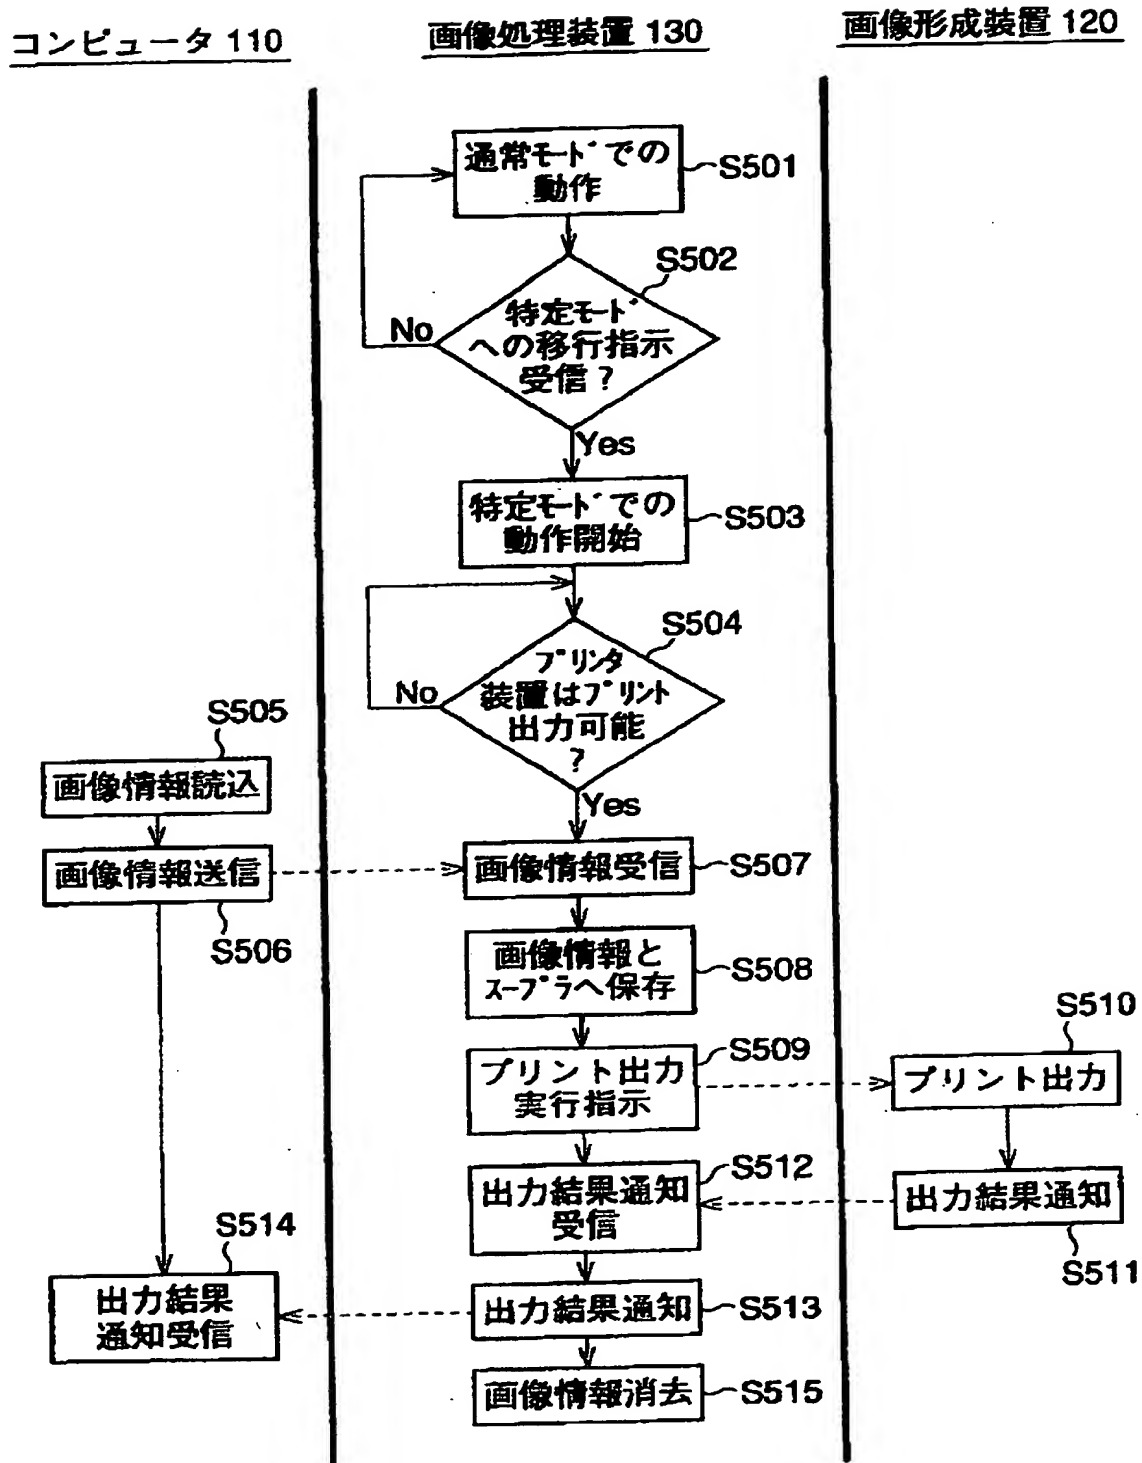 コンピュータ 110
画像処理装置 130
画像形成装置 120
通常モードでの
動作
S501
S502
特定モード
への移行指示
受信？
No
Yes
特定モードでの
動作開始
S503
S504
プリンタ
装置はプリント
出力可能
？
No
Yes
S505
画像情報読込
画像情報送信
S506
画像情報受信
S507
画像情報と
スープラへ保存
S508
プリント出力
実行指示
S509
S510
プリント出力
出力結果通知
S511
出力結果通知
受信
S512
出力結果通知
S513
S514
出力結果
通知受信
画像情報消去
S515